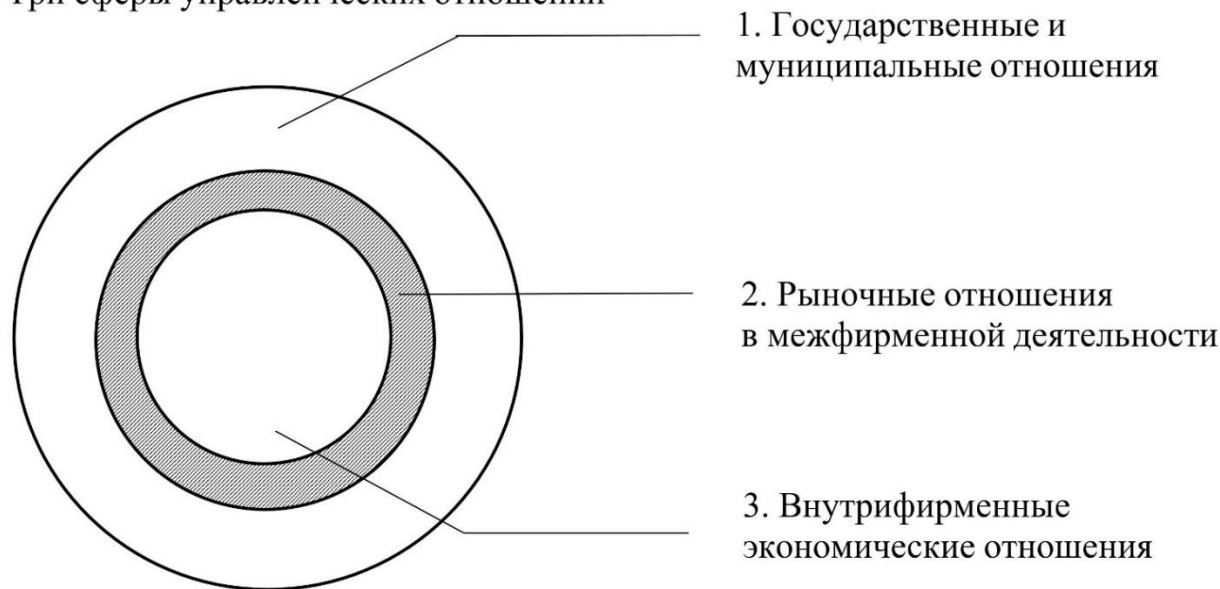 Три сферы управленческих отношений
1. Государственные и
муниципальные отношения
2. Рыночные отношения
в межфирменной деятельности
3. Внутрифирменные
экономические отношения